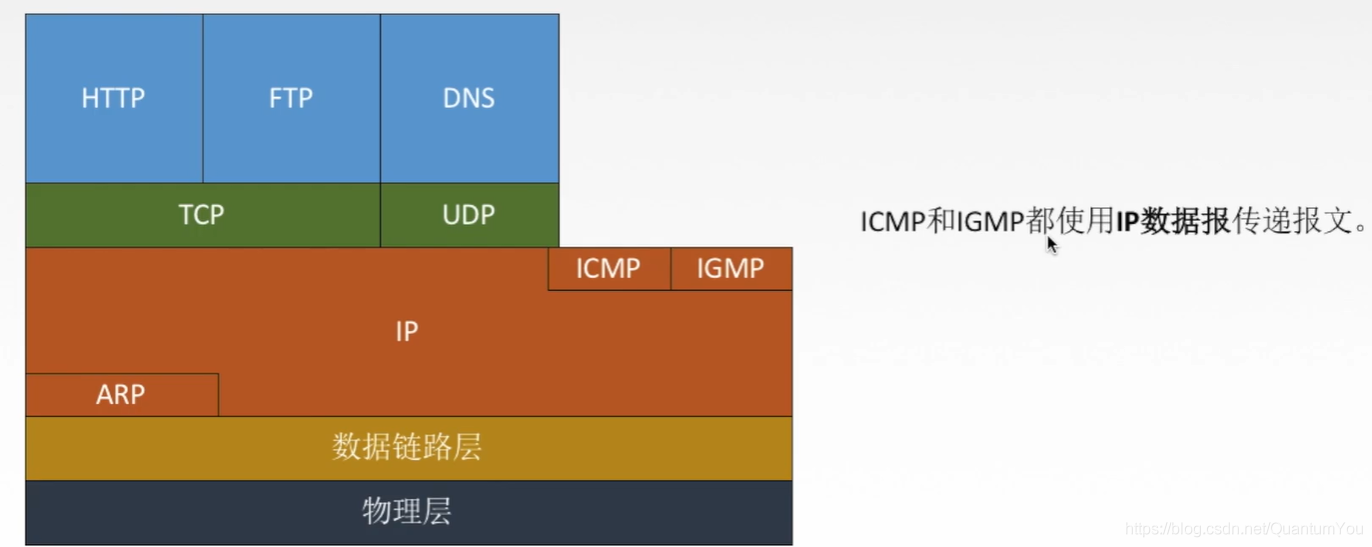 HTTP FTP DNS
TCP UDP
ICMP和IGMP都使用IP数据报传递报文。
ICMP IGMP
IP
ARP
数据链路层
物理层
https://blog.csdn.net/QuantumYou